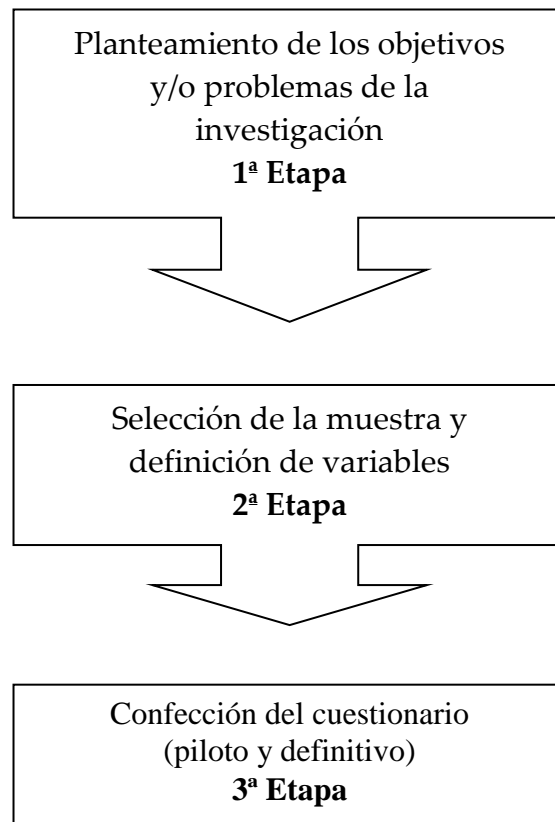 Planteamiento de los objetivos
y/o problemas de la
investigación
1ª Etapa
Selección de la muestra y
definición de variables
2ª Etapa
Confección del cuestionario
(piloto y definitivo)
3ª Etapa